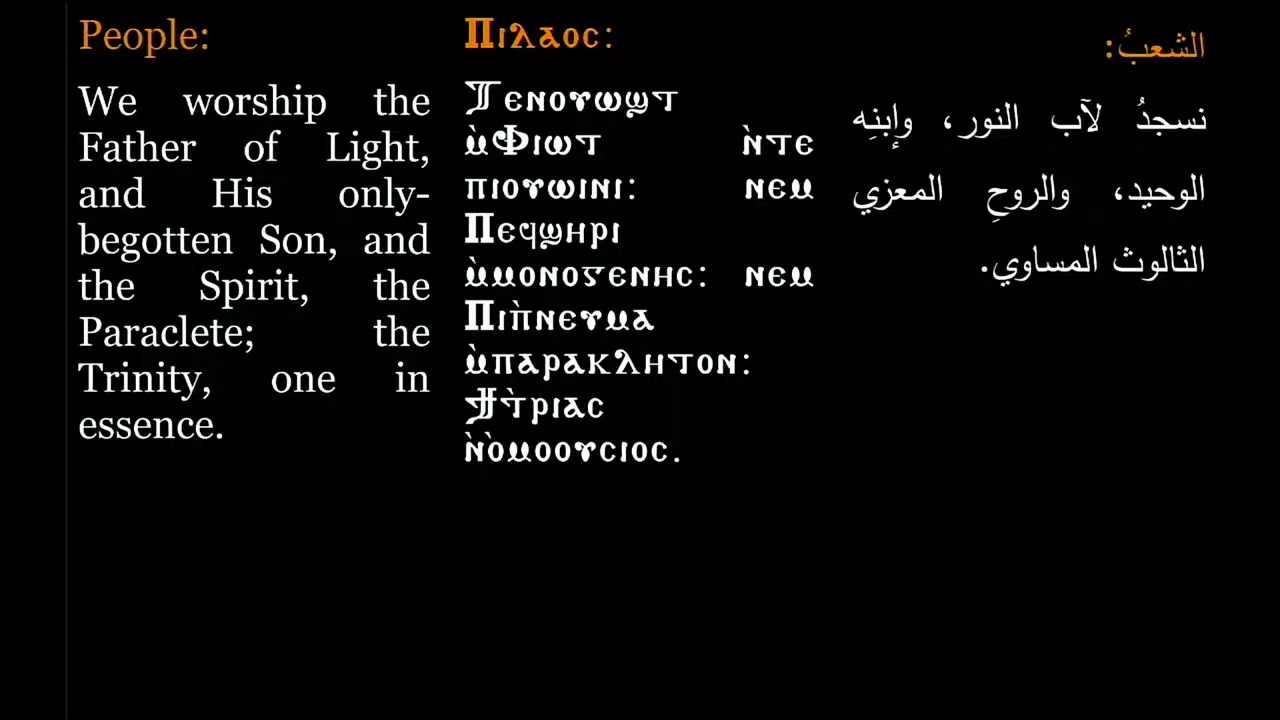 People:
We worship the
Father of Light,
and His only-
begotten Son, and
the Spirit, the
Paraclete; the
Trinity, one in
essence.
Ⲡⲓⲗⲁⲟⲥ:
Ⲧⲉⲛⲟⲩⲱϣⲧ
ⲙ̀Ⲫⲓⲱⲧ ⲛ̀ⲧⲉ
ⲡⲓⲟⲩⲱⲓⲛⲓ: ⲛⲉⲙ
Ⲡⲉϥϣⲏⲣⲓ
ⲙ̀ⲙⲟⲛⲟⲅⲉⲛⲏⲥ: ⲛⲉⲙ
Ⲡⲓⲡ̀ⲛⲉⲩⲙⲁ
ⲙ̀ⲡⲁⲣⲁⲕⲗⲏⲧⲟⲛ:
Ϯⲧ̀ⲣⲓⲁⲥ
ⲛ̀ⲟ̀ⲙⲟⲟⲩⲥⲓⲟⲥ.
الشعبُ:
نسجدُ لآب النور، وإبنِه
الوحيد، والروحِ المعزي
الثالوث المساوي.